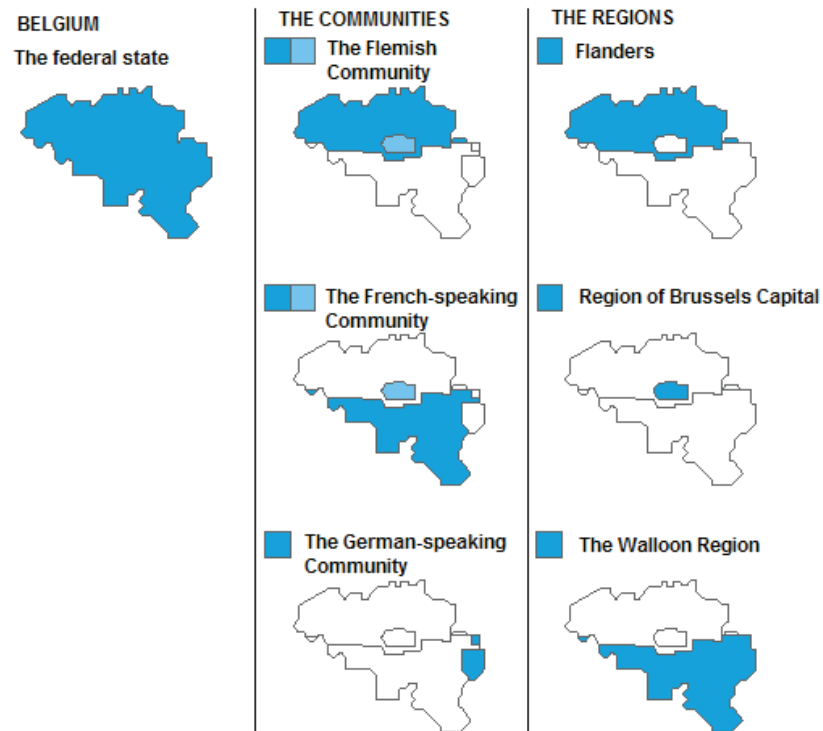 BELGIUM
The federal state
THE COMMUNITIES
The Flemish
Community
The French-speaking
Community
The German-speaking
Community
THE REGIONS
Flanders
Region of Brussels Capital
The Walloon Region